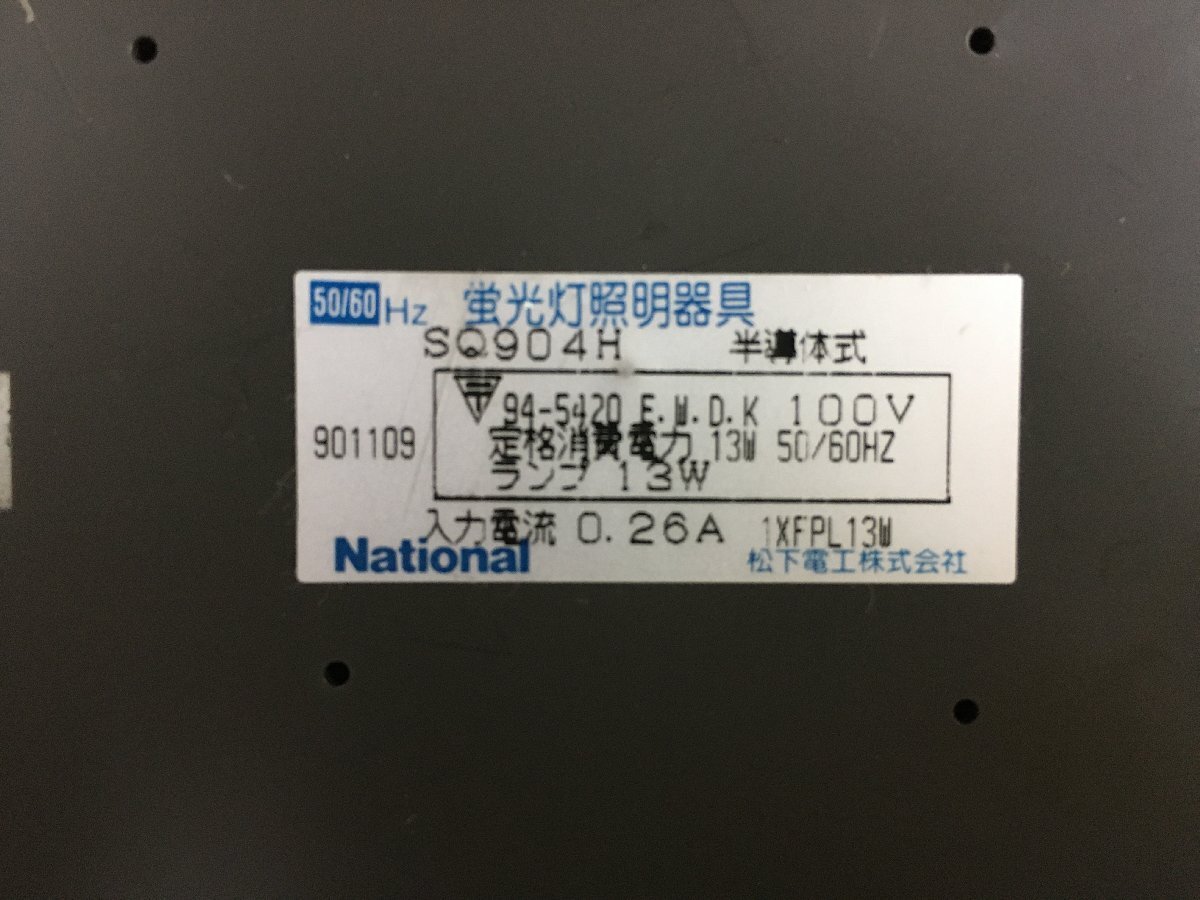 50/60 Hz 蛍光灯照明器具
SQ904H 半導体式
94-5420 E.W.D.K 100V
901109 定格消費電力 13W 50/60HZ
ランプ 13W
入力電流 0.26A 1XFPL13W
National 松下電工株式会社